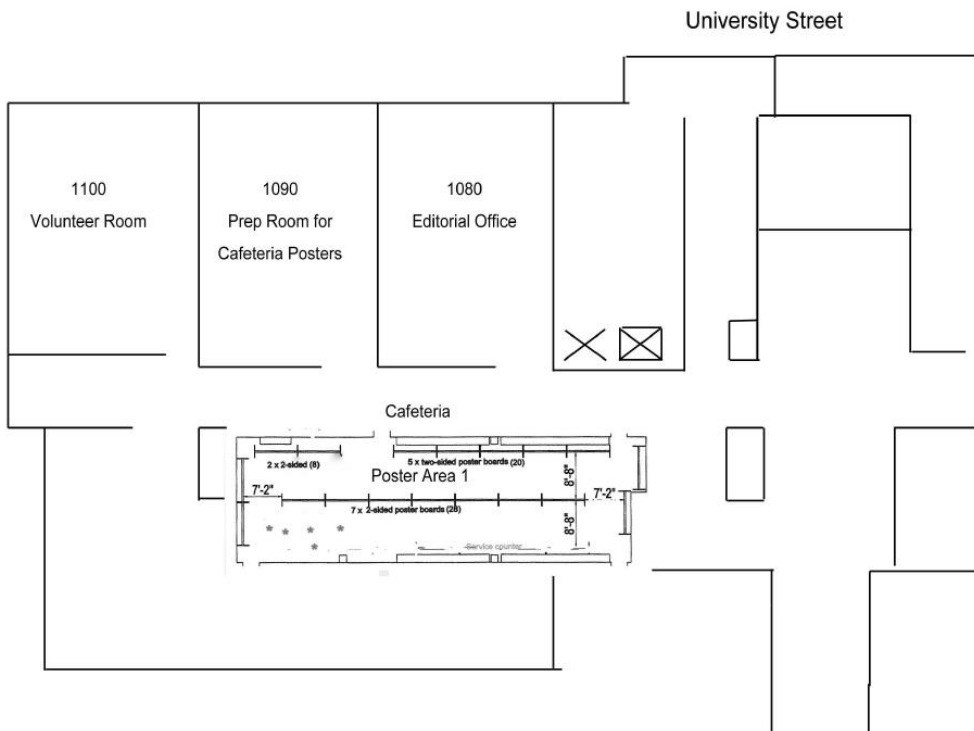 University Street
1100
Volunteer Room
1090
Prep Room for
Cafeteria Posters
1080
Editorial Office
Cafeteria
2 x 2-sided (8)
5 x two-sided poster boards (20)
Poster Area 1
8'-8"
7'-2"
7'-2"
7 x 2-sided poster boards (28)
8'-8"
Service counter